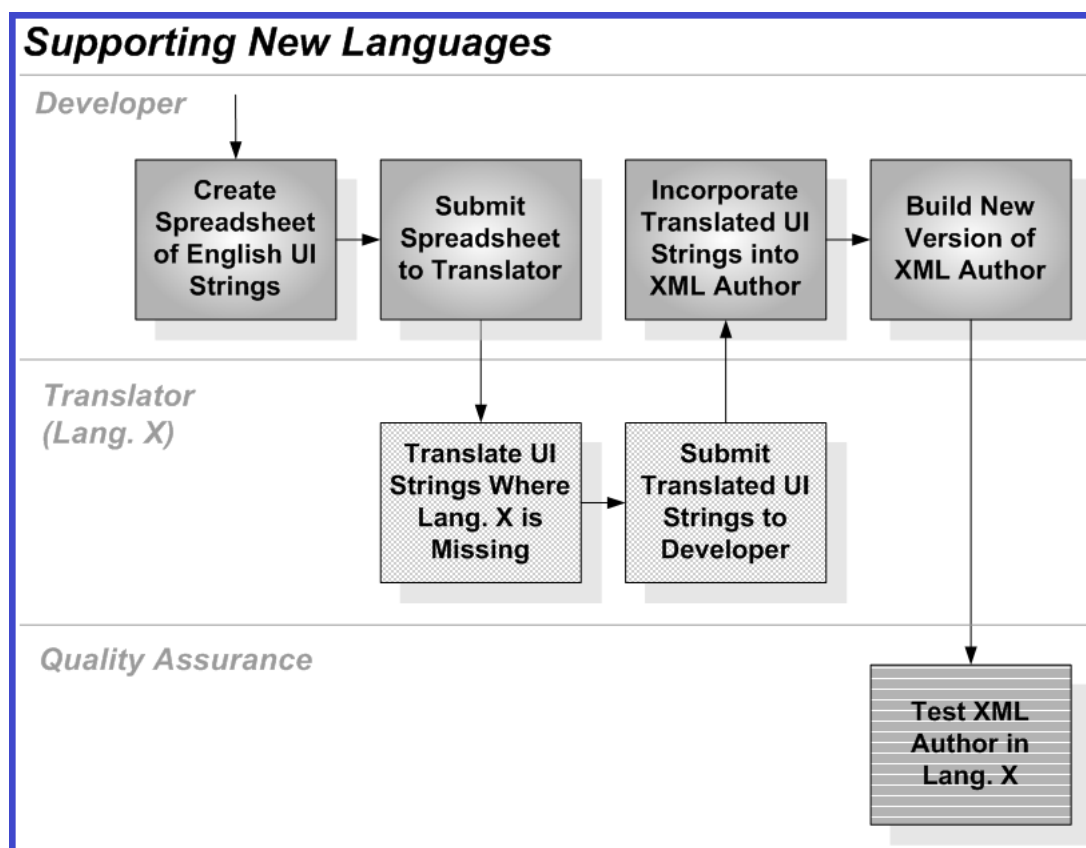 Supporting New Languages
Developer
Create
Spreadsheet
of English UI
Strings
Submit
Spreadsheet
to Translator
Incorporate
Translated UI
Strings into
XML Author
Build New
Version of
XML Author
Translator
(Lang. X)
Translate UI
Strings Where
Lang. X is
Missing
Submit
Translated UI
Strings to
Developer
Quality Assurance
Test XML
Author in
Lang. X